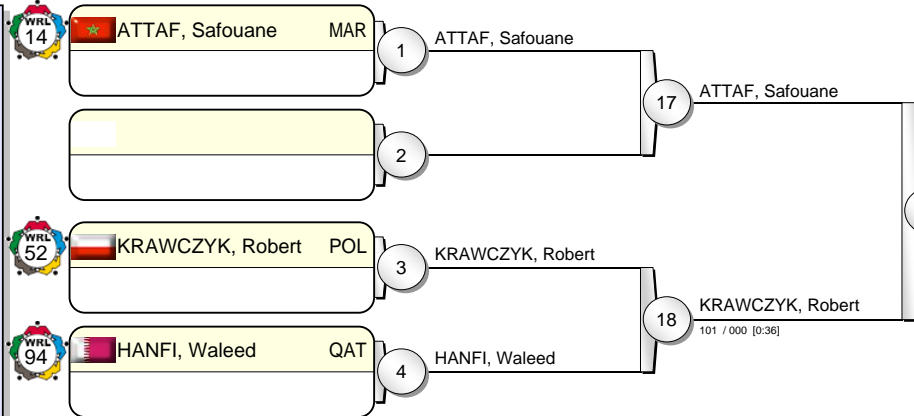 WRL
14
ATTAF, Safouane MAR
1
ATTAF, Safouane
17
ATTAF, Safouane
2
WRL
52
KRAWCZYK, Robert POL
3
KRAWCZYK, Robert
18
KRAWCZYK, Robert
101 / 000 [0:36]
WRL
94
HANFI, Waleed QAT
4
HANFI, Waleed